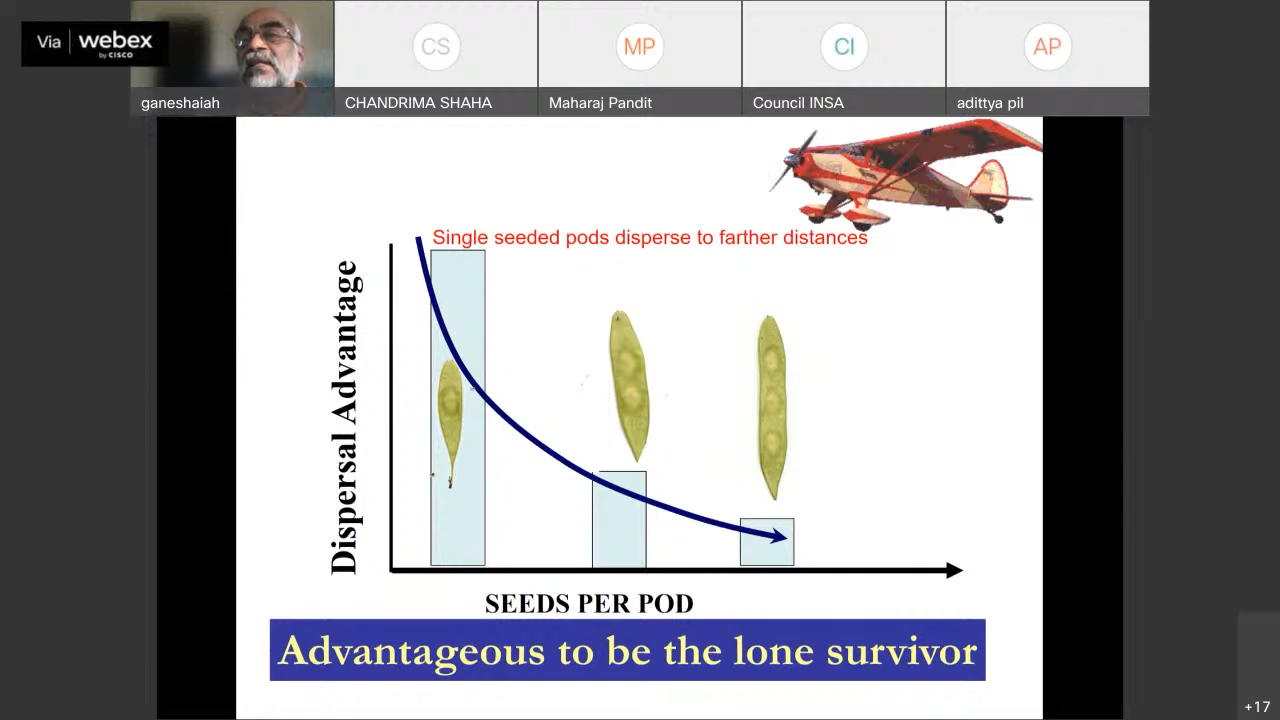 Via webex
by CISCO
CS
MP
CI
AP
ganeshaiah
CHANDRIMA SHAHA
Maharaj Pandit
Council INSA
adittya pil
Single seeded pods disperse to farther distances
Dispersal Advantage
SEEDS PER POD
Advantageous to be the lone survivor
+17